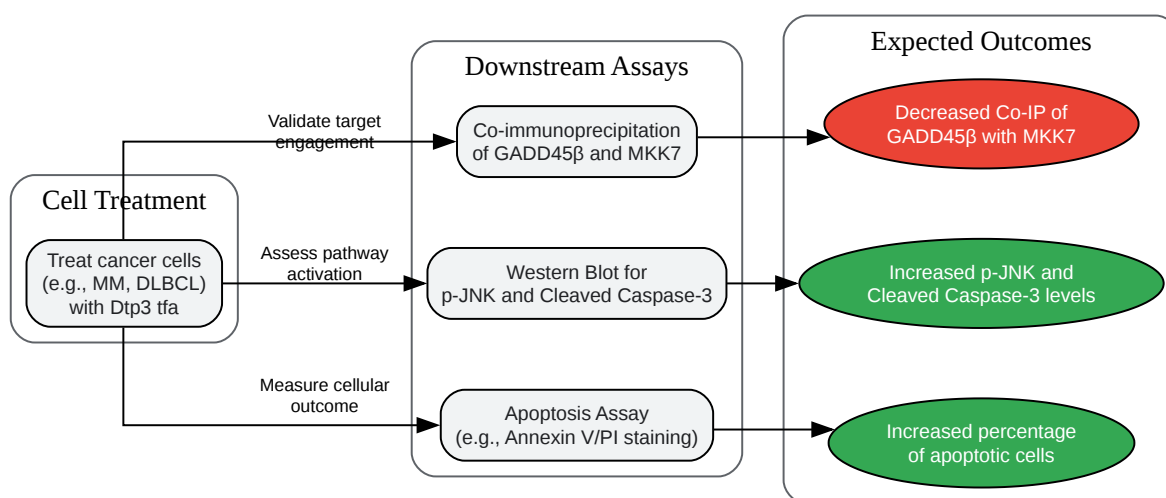 Cell Treatment
Treat cancer cells
(e.g., MM, DLBCL)
with Dtp3 tfa
Validate target
engagement
Assess pathway
activation
Measure cellular
outcome
Downstream Assays
Co-immunoprecipitation
of GADD45β and MKK7
Western Blot for
p-JNK and Cleaved Caspase-3
Apoptosis Assay
(e.g., Annexin V/PI staining)
Expected Outcomes
Decreased Co-IP of
GADD45β with MKK7
Increased p-JNK and
Cleaved Caspase-3 levels
Increased percentage
of apoptotic cells